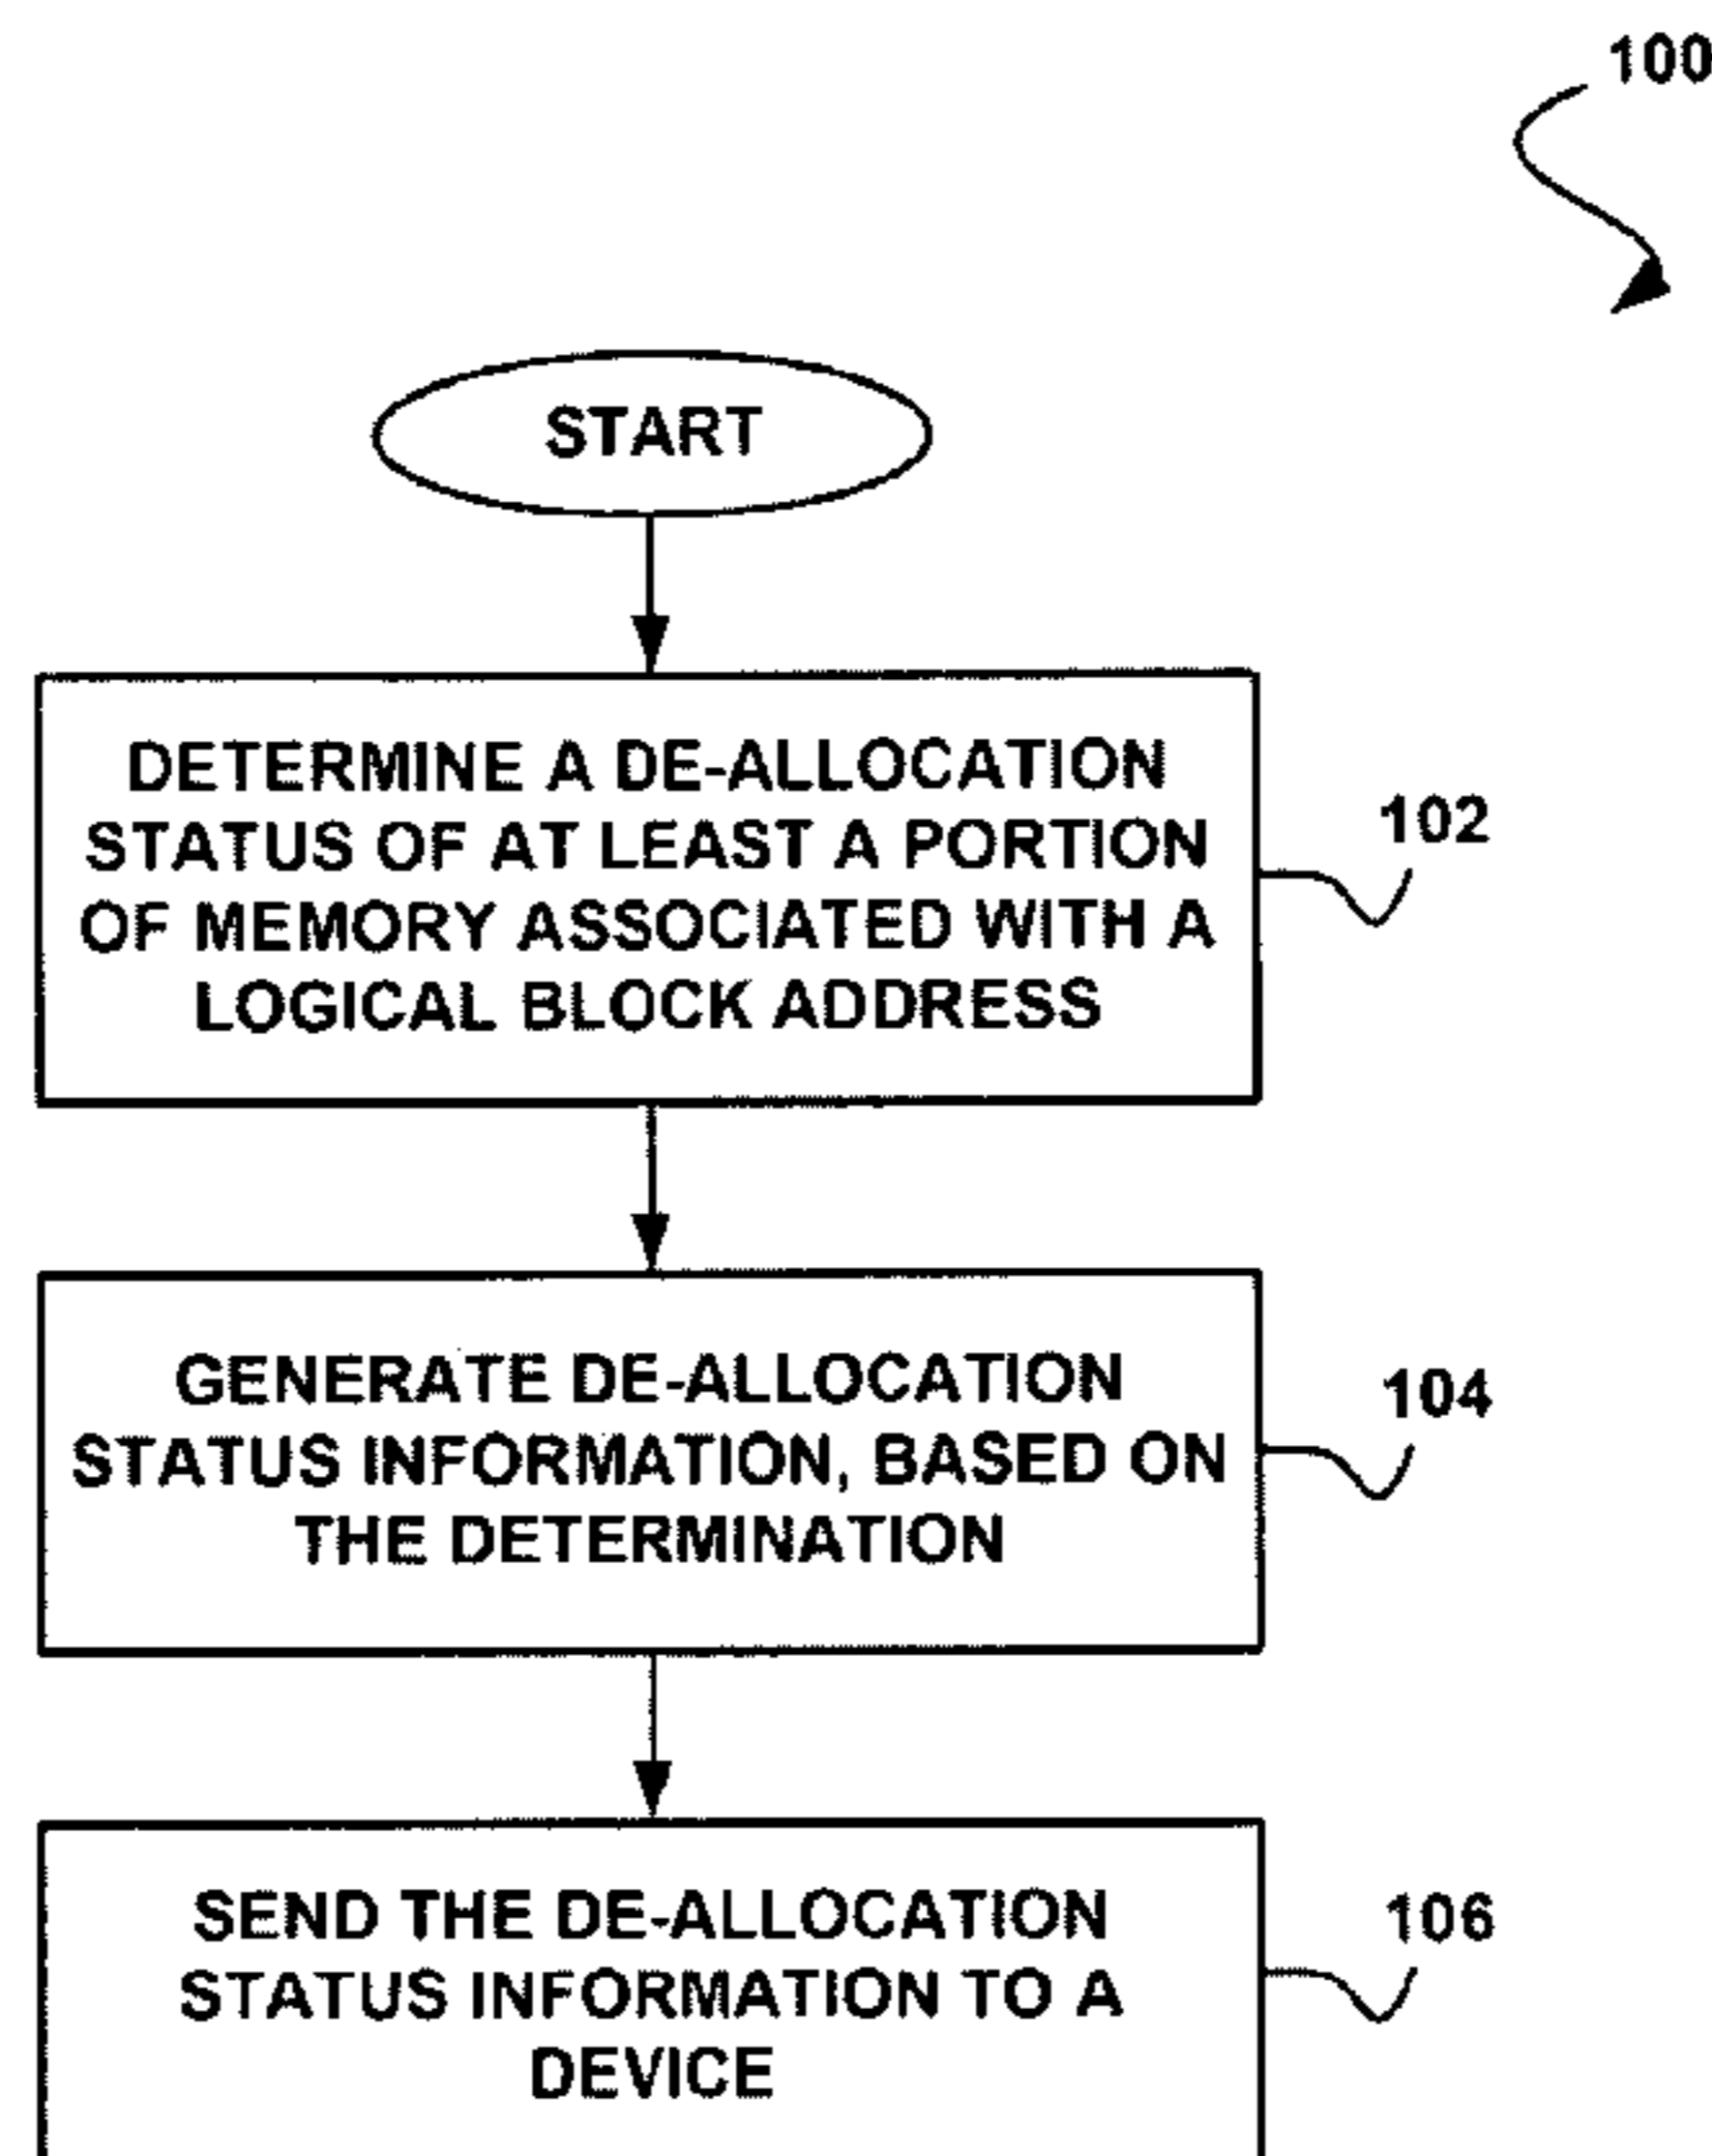 100
START
DETERMINE A DE-ALLOCATION
STATUS OF AT LEAST A PORTION
OF MEMORY ASSOCIATED WITH A
LOGICAL BLOCK ADDRESS
102
GENERATE DE-ALLOCATION
STATUS INFORMATION, BASED ON
THE DETERMINATION
104
SEND THE DE-ALLOCATION
STATUS INFORMATION TO A
DEVICE
106